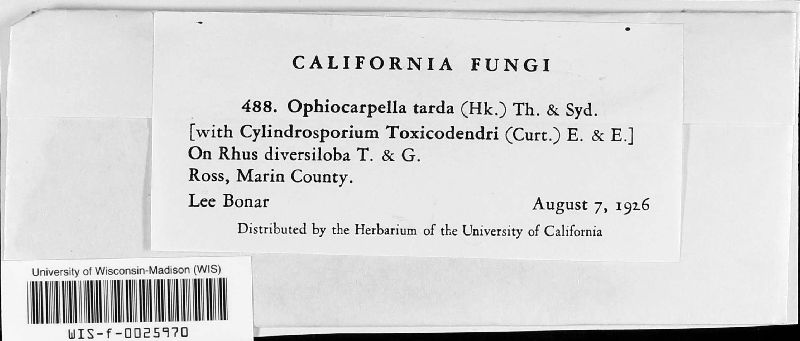 CALIFORNIA FUNGI
488. Ophiocarpella tarda (Hk.) Th. & Syd.
[with Cylindrosporium Toxicodendri (Curt.) E. & E.]
On Rhus diversiloba T. & G.
Ross, Marin County.
Lee Bonar August 7, 1926
Distributed by the Herbarium of the University of California
University of Wisconsin-Madison (WIS)
WIS-f-0025970